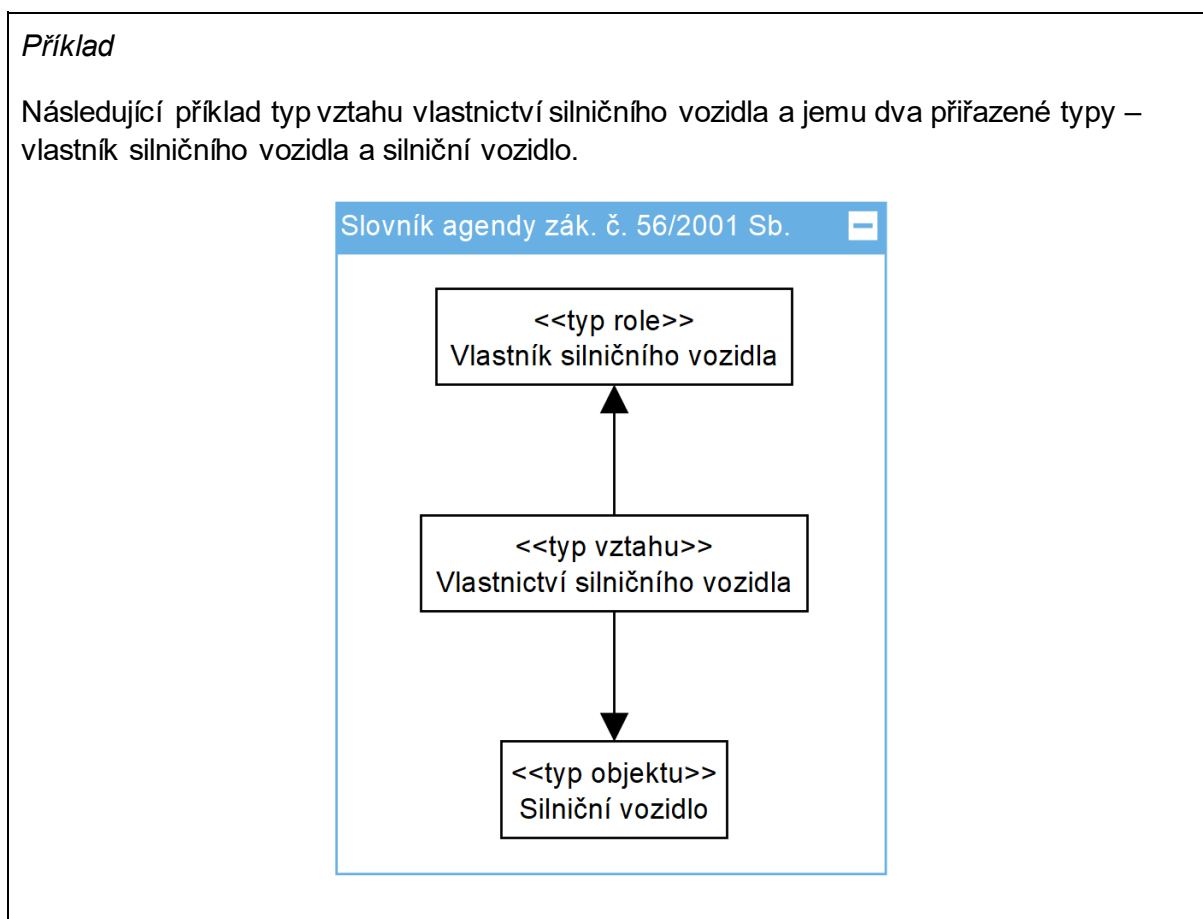 Příklad
Následující příklad typ vztahu vlastnictví silničního vozidla a jemu dva přiřazené typy –
vlastník silničního vozidla a silniční vozidlo.
Slovník agendy zák. č. 56/2001 Sb.
<<typ role>>
Vlastník silničního vozidla
<<typ vztahu>>
Vlastnictví silničního vozidla
<<typ objektu>>
Silniční vozidlo